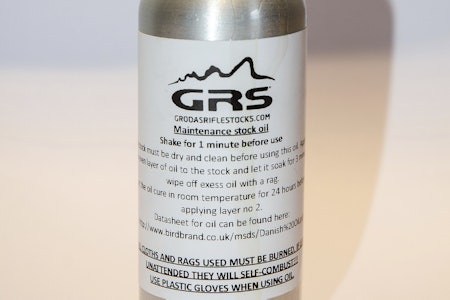 GRS
GRODASRIFLESTOCKS.COM
Maintenance stock oil
Shake for 1 minute before use
must be dry and clean before using this oil.
layer of oil to the stock and let it soak for 3
wipe off exess oil with a rag.
the oil cure in room temperature for 24 hours
applying layer no 2.
Datasheet for oil can be found here:
http://www.birdbrand.co.uk/msds/Danish%20Oil
CLOTHS AND RAGS USED MUST BE BURNED, IF
UNATTENDED THEY WILL SELF-COMBUST!!!
USE PLASTIC GLOVES WHEN USING OIL.